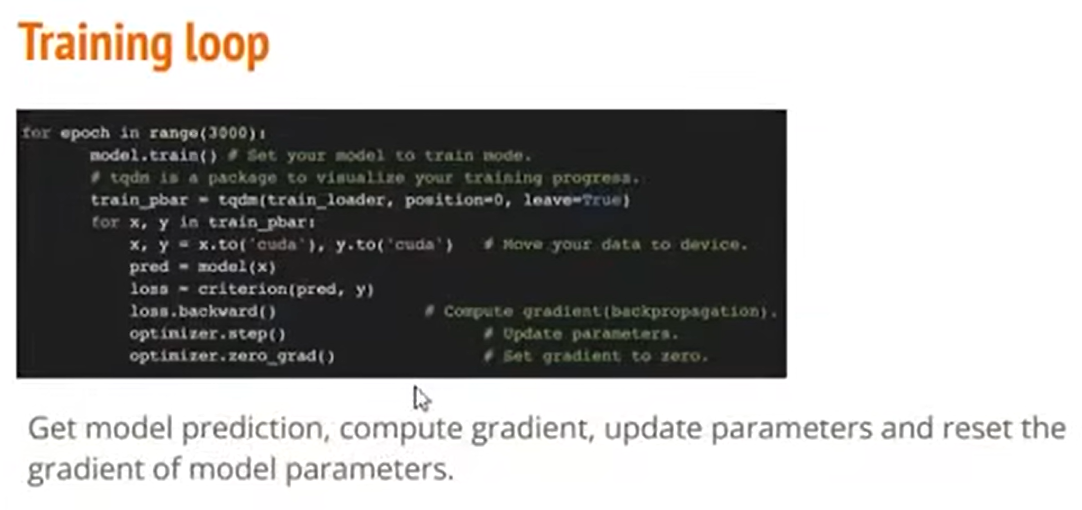 Training loop
for epoch in range(3000):
model.train() # Set your model to train mode.
# tqdm is a package to visualize your training progress.
train_pbar = tqdm(train_loader, position=0, leave=True)
for x, y in train_pbar:
x, y = x.to('cuda'), y.to('cuda') # Move your data to device.
pred = model(x)
loss = criterion(pred, y)
loss.backward() # Compute gradient(backpropagation).
optimizer.step() # Update parameters.
optimizer.zero_grad() # Set gradient to zero.
Get model prediction, compute gradient, update parameters and reset the
gradient of model parameters.